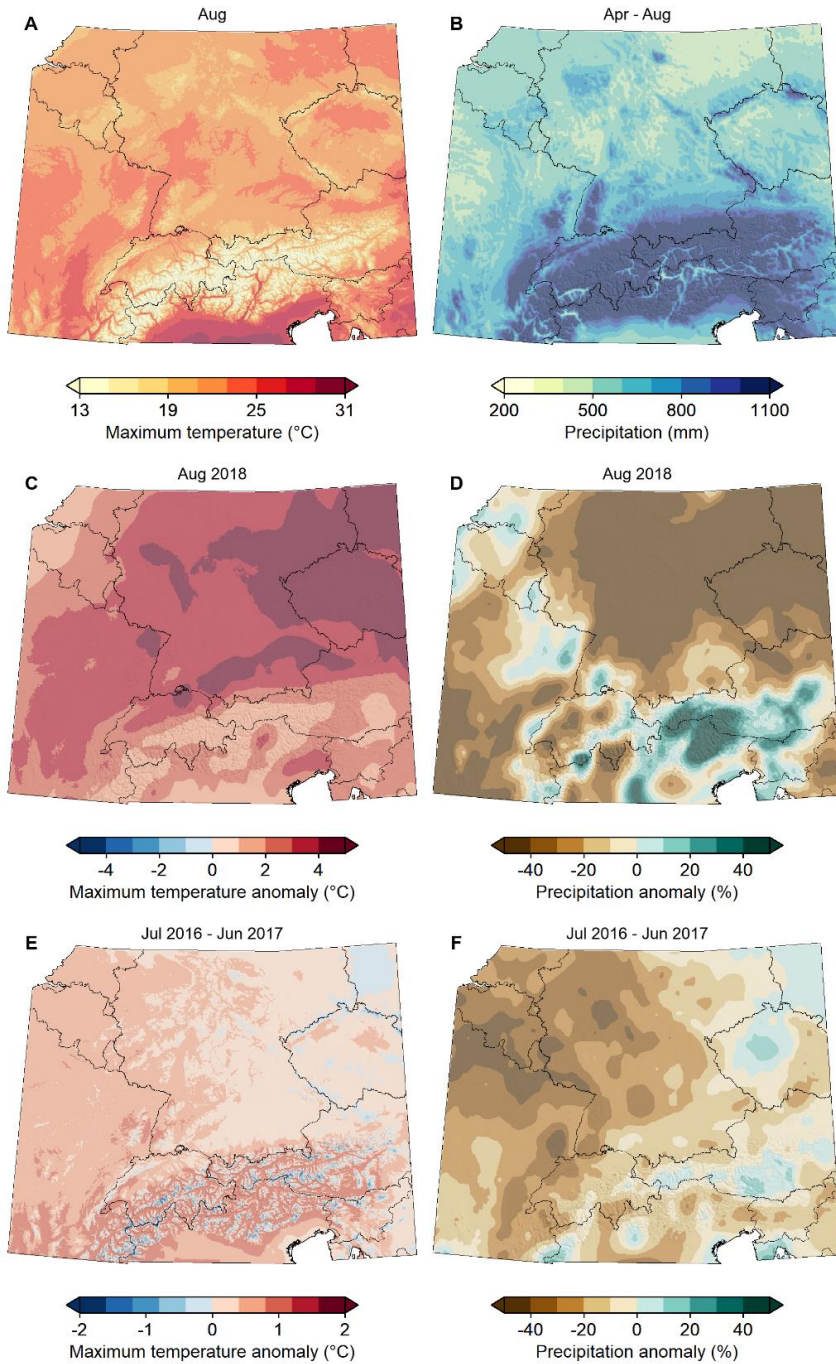 A
Aug
B
Apr - Aug
13 19 25 31
Maximum temperature (°C)
200 500 800 1100
Precipitation (mm)
C
Aug 2018
D
Aug 2018
-4 -2 0 2 4
Maximum temperature anomaly (°C)
-40 -20 0 20 40
Precipitation anomaly (%)
E
Jul 2016 - Jun 2017
F
Jul 2016 - Jun 2017
-2 -1 0 1 2
Maximum temperature anomaly (°C)
-40 -20 0 20 40
Precipitation anomaly (%)